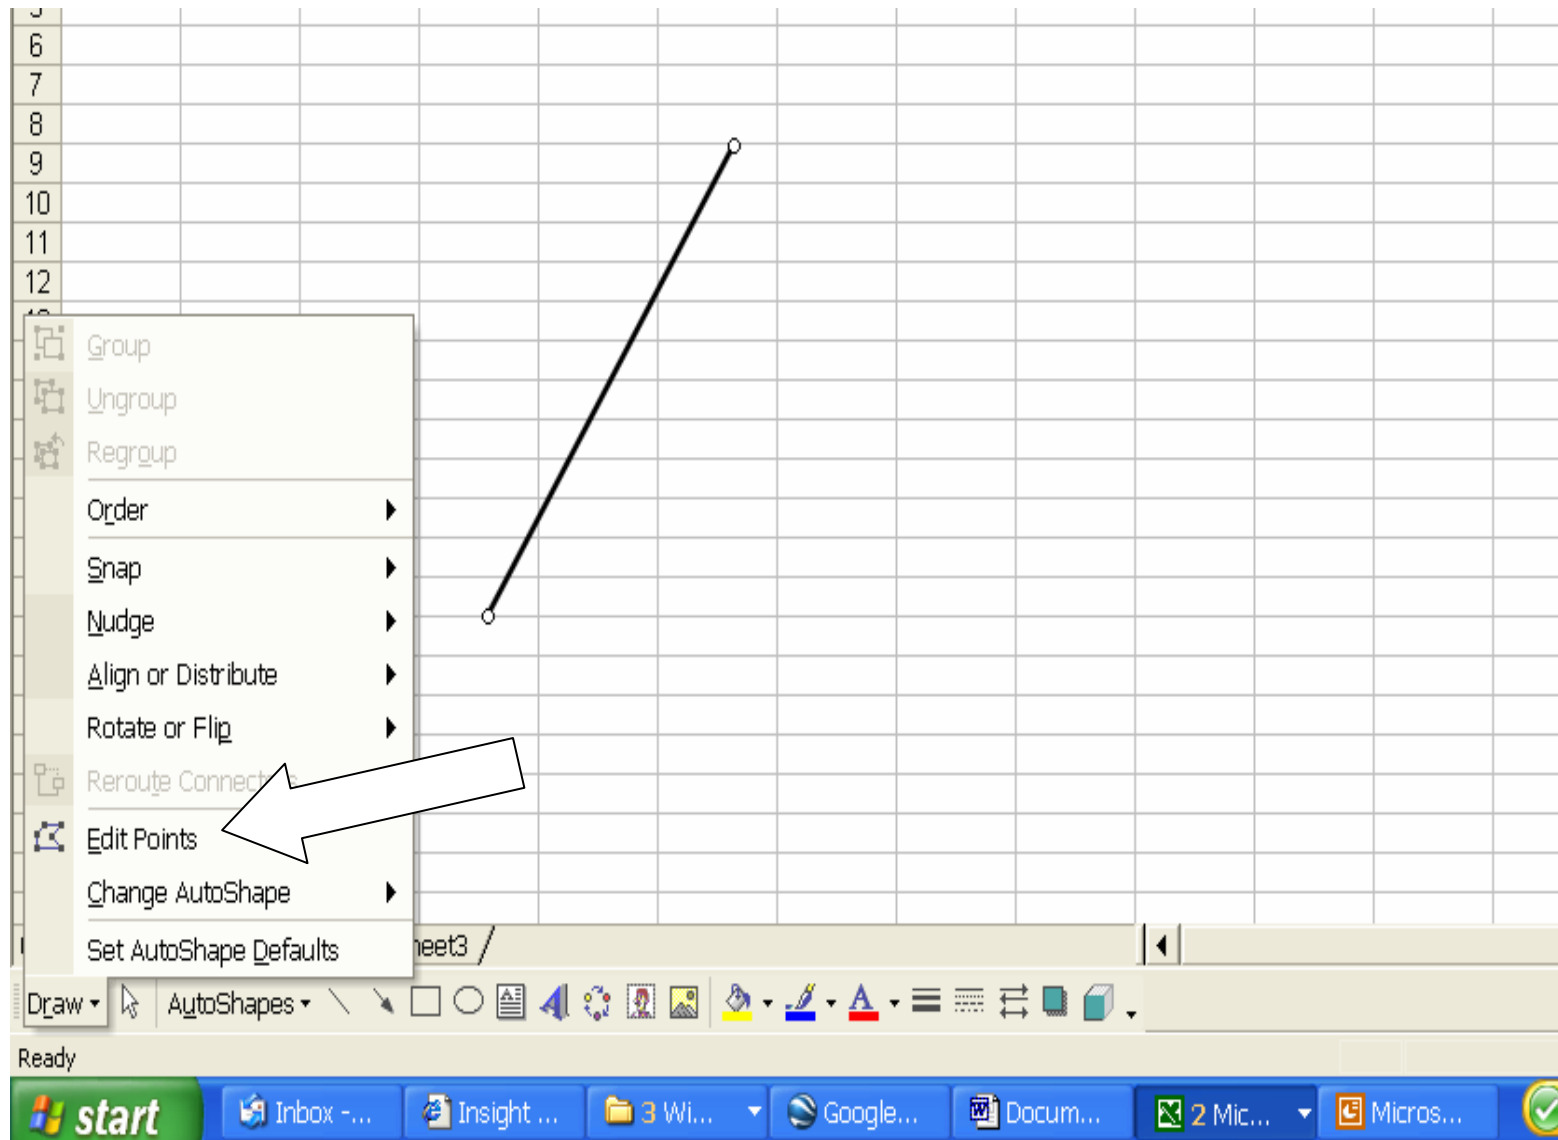 6
7
8
9
10
11
12
Group
Ungroup
Regroup
Order
Snap
Nudge
Align or Distribute
Rotate or Flip
Reroute
Edit Points
Change AutoShape
Set AutoShape Defaults
heet3
Draw AutoShapes A A
Ready
start Inbox -... Insight ... 3 Wi... Google... Docum... 2 Mic... Micros...